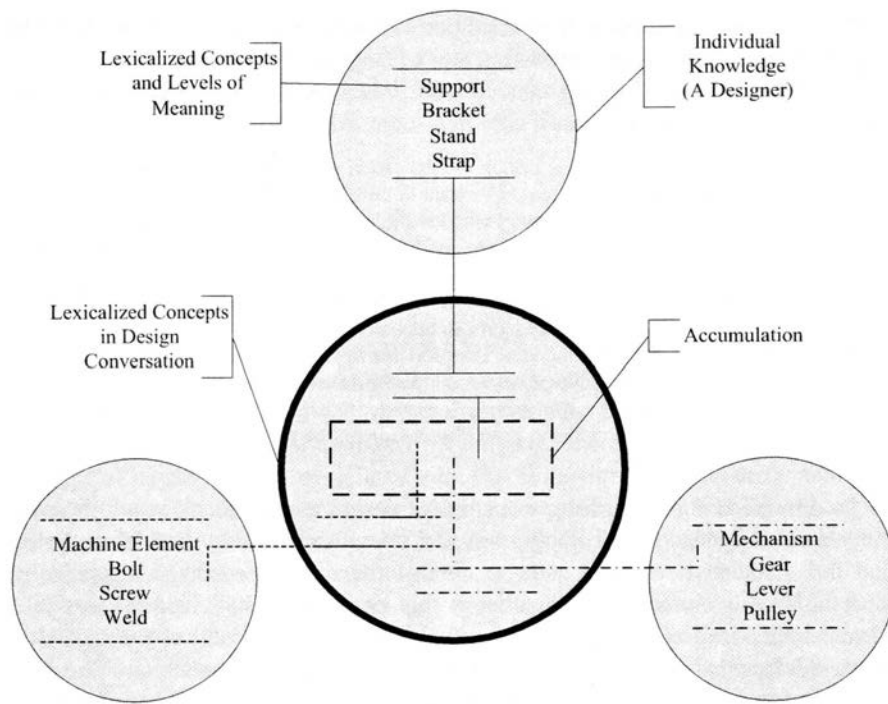 Lexicalized Concepts
and Levels of
Meaning
Support
Bracket
Stand
Strap
Individual
Knowledge
(A Designer)
Lexicalized Concepts
in Design
Conversation
Accumulation
Machine Element
Bolt
Screw
Weld
Mechanism
Gear
Lever
Pulley